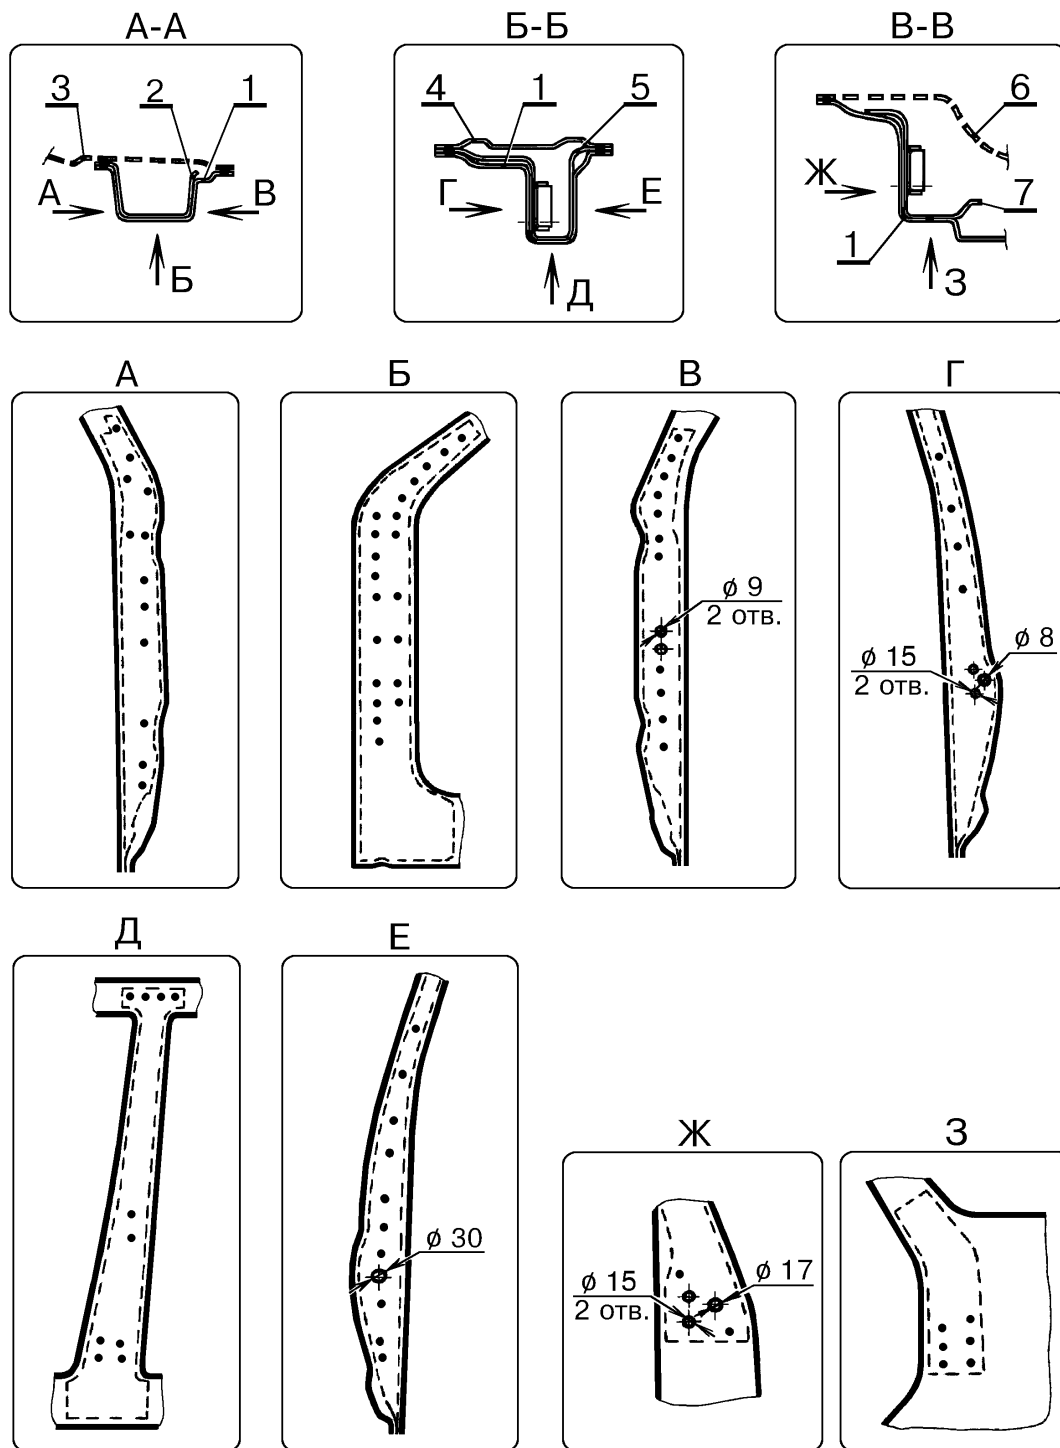 А-А
Б-Б
В-В
3 2 1
А В
Б
4 1 5
Г Е
Д
6
Ж 7
1
З
А Б В Г
ϕ 9
2 отв.
ϕ 15
2 отв.
ϕ 8
Д Е
ϕ 30
Ж З
ϕ 15
2 отв.
ϕ 17